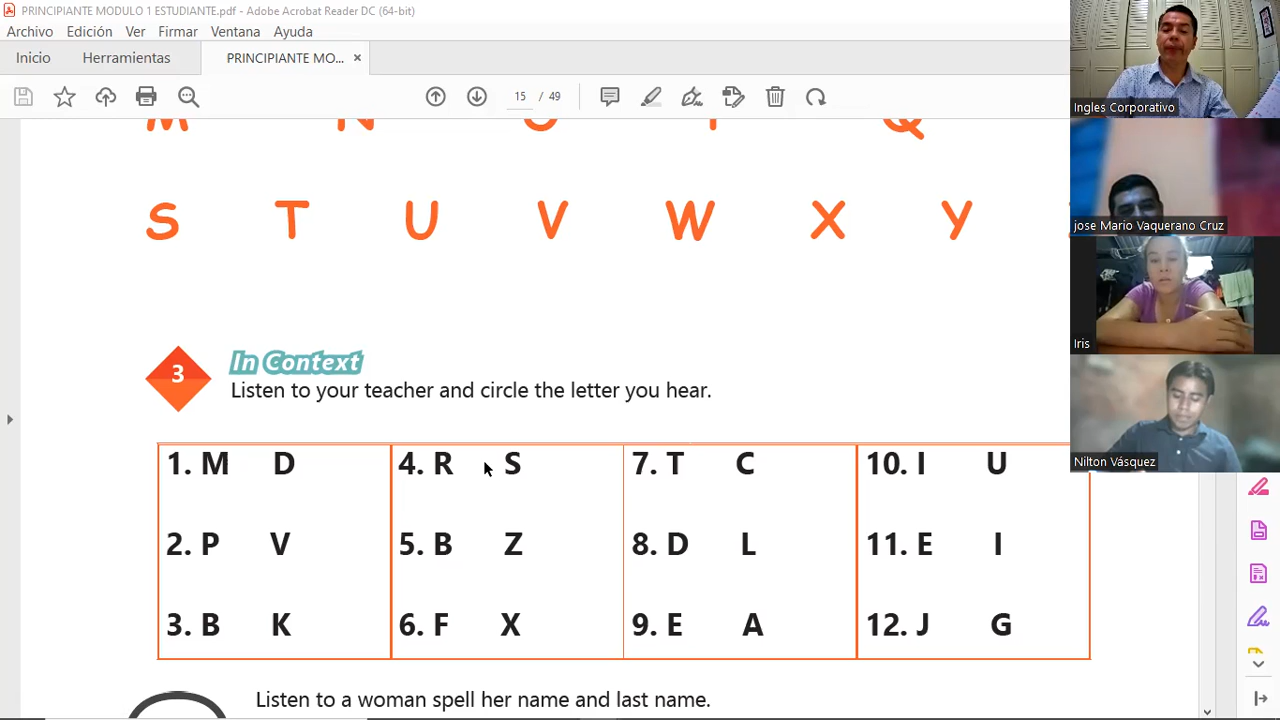 PRINCIPIANTE MODULO 1 ESTUDIANTE.pdf - Adobe Acrobat Reader DC (64-bit)
Archivo Edición Ver Firmar Ventana Ayuda
Inicio Herramientas PRINCIPIANTE MO... ×
15 / 49
M N O P Q
S T U V W X Y
3 In Context
Listen to your teacher and circle the letter you hear.
1. M D 4. R S 7. T C 10. I U
2. P V 5. B Z 8. D L 11. E I
3. B K 6. F X 9. E A 12. J G
Listen to a woman spell her name and last name.
Ingles Corporativo
jose Mario Vaquerano Cruz
Iris
Nilton Vásquez